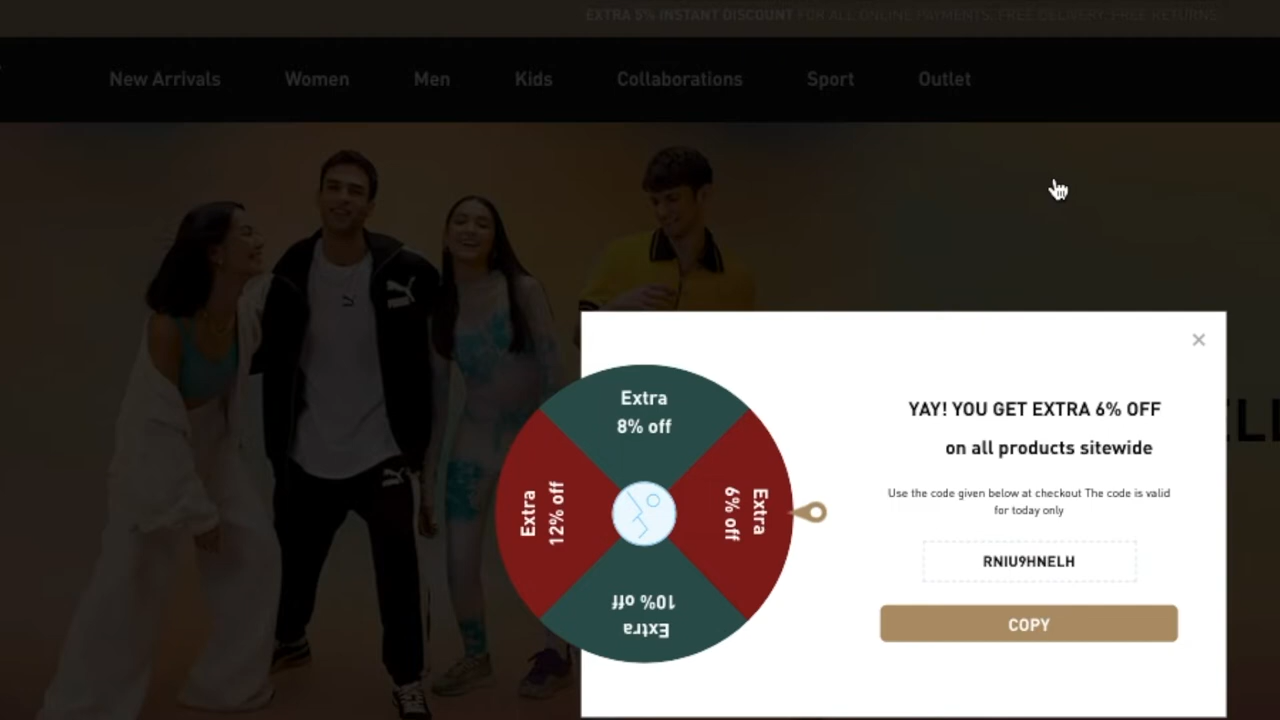 EXTRA 5% INSTANT DISCOUNT FOR ALL ONLINE PAYMENTS. FREE DELIVERY. FREE RETURNS
New Arrivals Women Men Kids Collaborations Sport Outlet
Extra
8% off
Extra
12% off
Extra
6% off
Extra
10% off
YAY! YOU GET EXTRA 6% OFF
on all products sitewide
Use the code given below at checkout The code is valid
for today only
RNIU9HNELH
COPY